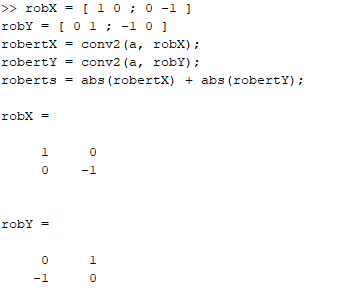 >> robX = [ 1 0 ; 0 -1 ]
robY = [ 0 1 ; -1 0 ]
robertX = conv2(a, robX);
robertY = conv2(a, robY);
roberts = abs(robertX) + abs(robertY);
robX =
1 0
0 -1
robY =
0 1
-1 0